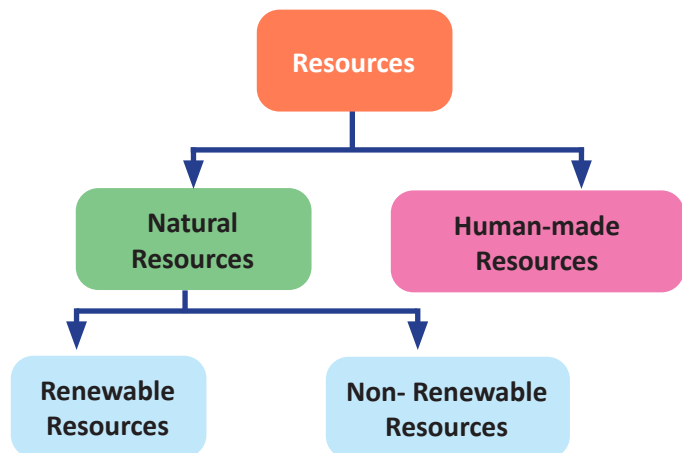 Resources
Natural
Resources
Human-made
Resources
Renewable
Resources
Non- Renewable
Resources